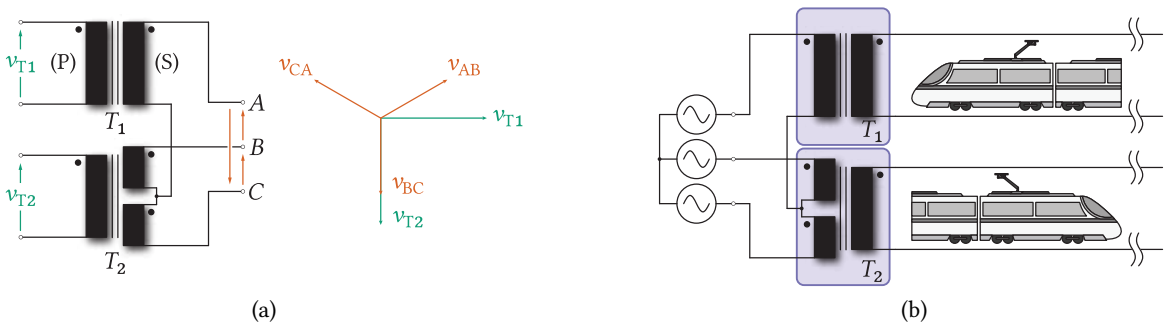 (P)
(S)
v_T1
T_1
A
B
C
v_T2
T_2
v_CA
v_AB
v_T1
v_BC
v_T2
(a)
T_1
T_2
(b)